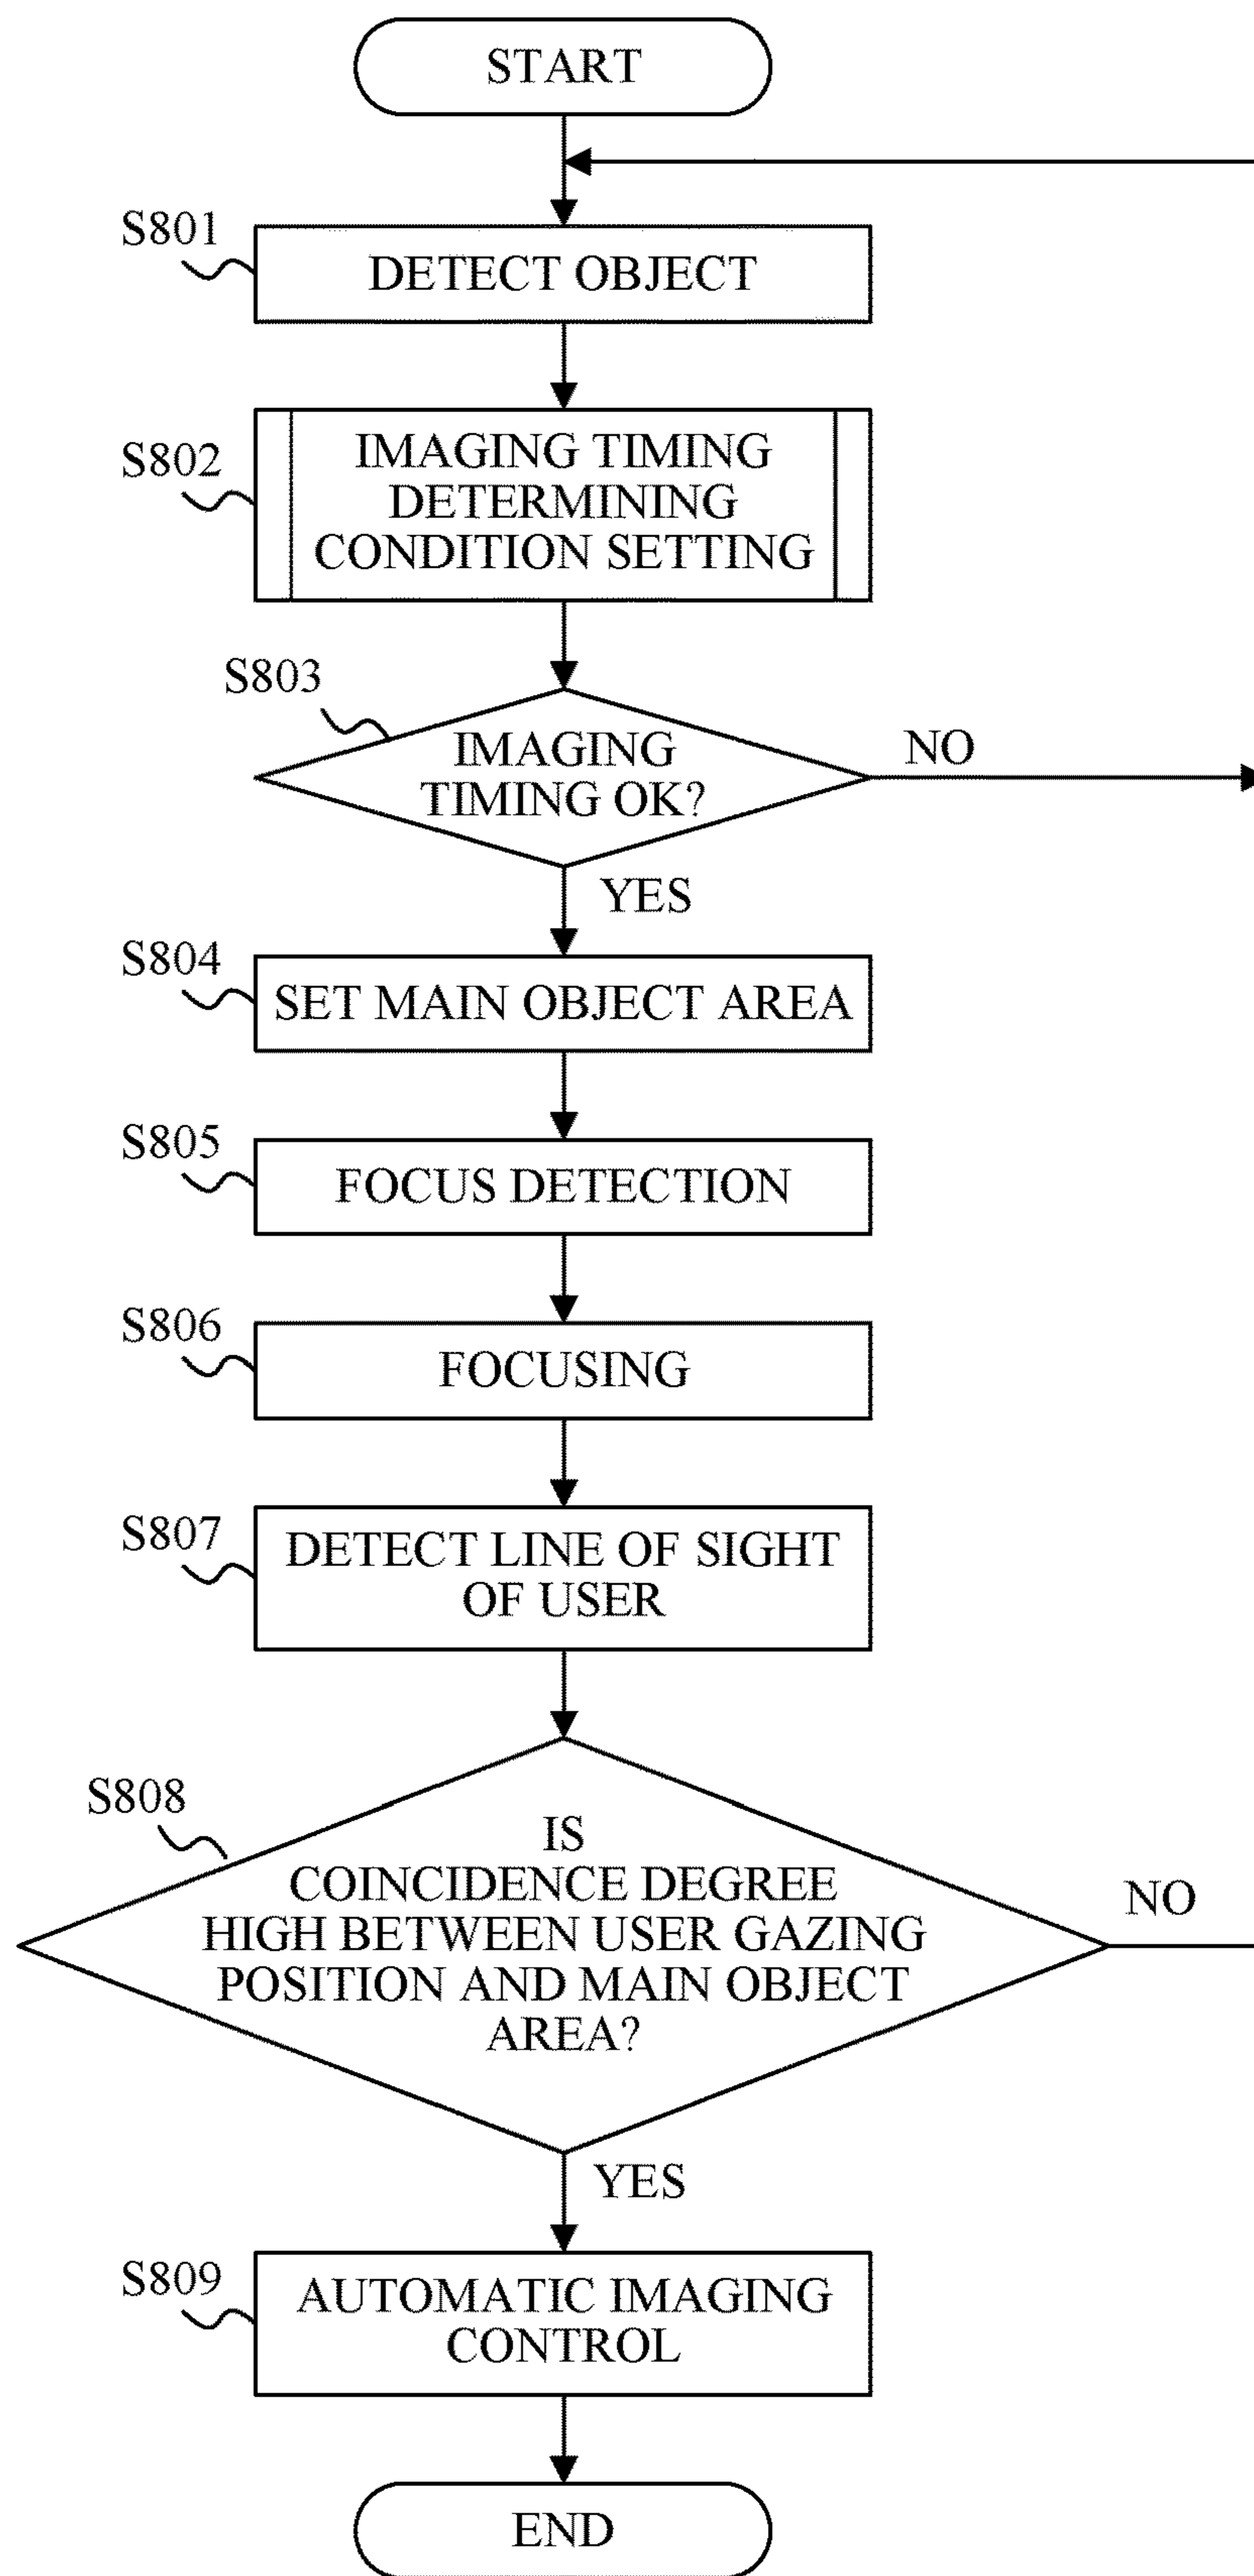 START
S801
DETECT OBJECT
S802
IMAGING TIMING
DETERMINING
CONDITION SETTING
S803
IMAGING
TIMING OK?
NO
YES
S804
SET MAIN OBJECT AREA
S805
FOCUS DETECTION
S806
FOCUSING
S807
DETECT LINE OF SIGHT
OF USER
S808
IS
COINCIDENCE DEGREE
HIGH BETWEEN USER GAZING
POSITION AND MAIN OBJECT
AREA?
NO
YES
S809
AUTOMATIC IMAGING
CONTROL
END